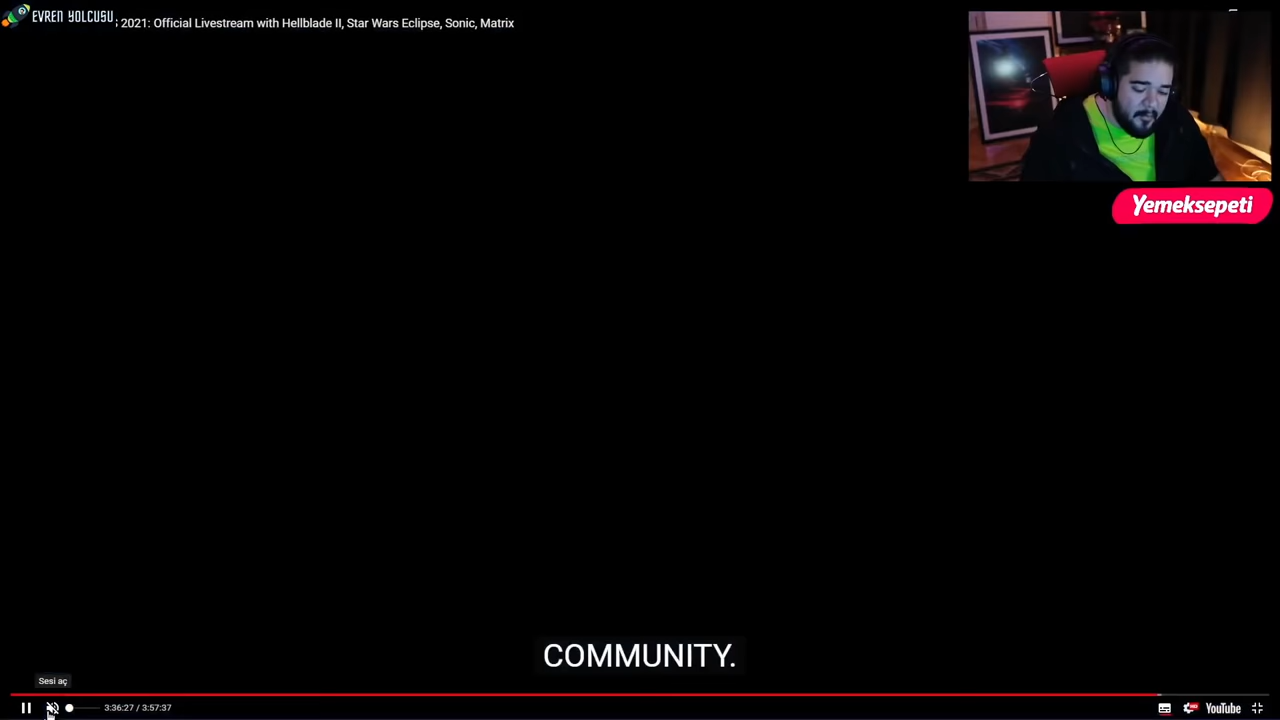 EVREN YOLCUSU
2021: Official Livestream with Hellblade II, Star Wars Eclipse, Sonic, Matrix
Yemeksepeti
COMMUNITY.
Sesi aç
3:36:27 / 3:57:37
HD
YouTube